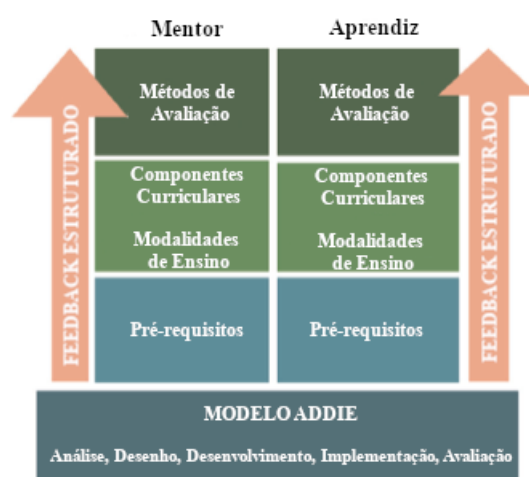 Mentor
Aprendiz
Métodos de
Avaliação
Métodos de
Avaliação
Componentes
Curriculares
Modalidades
de Ensino
Componentes
Curriculares
Modalidades
de Ensino
Pré-requisitos
Pré-requisitos
FEEDBACK ESTRUTURADO
FEEDBACK ESTRUTURADO
MODELO ADDIE
Análise, Desenho, Desenvolvimento, Implementação, Avaliação